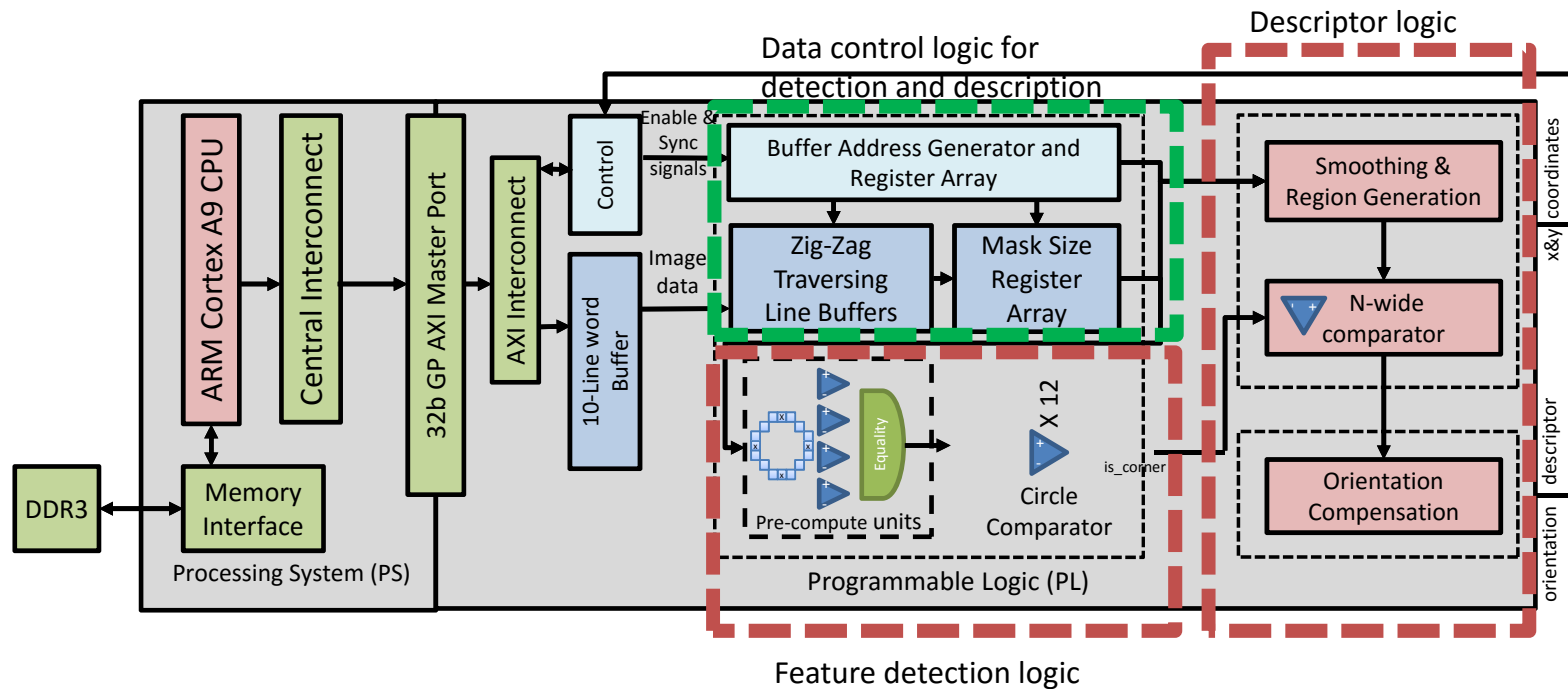 Descriptor logic
Data control logic for
detection and description
ARM Cortex A9 CPU
Central Interconnect
32b GP AXI Master Port
AXI Interconnect
Control
10-Line word
Buffer
Enable &
Sync
signals
Image
data
Buffer Address Generator and
Register Array
Zig-Zag
Traversing
Line Buffers
Mask Size
Register
Array
Smoothing &
Region Generation
N-wide
comparator
Orientation
Compensation
x&y coordinates
descriptor
orientation
x
x
x
x
+
-
+
-
+
-
+
-
Equality
Pre-compute units
X 12
+
-
Circle
Comparator
is_corner
DDR3
Memory
Interface
Processing System (PS)
Programmable Logic (PL)
Feature detection logic